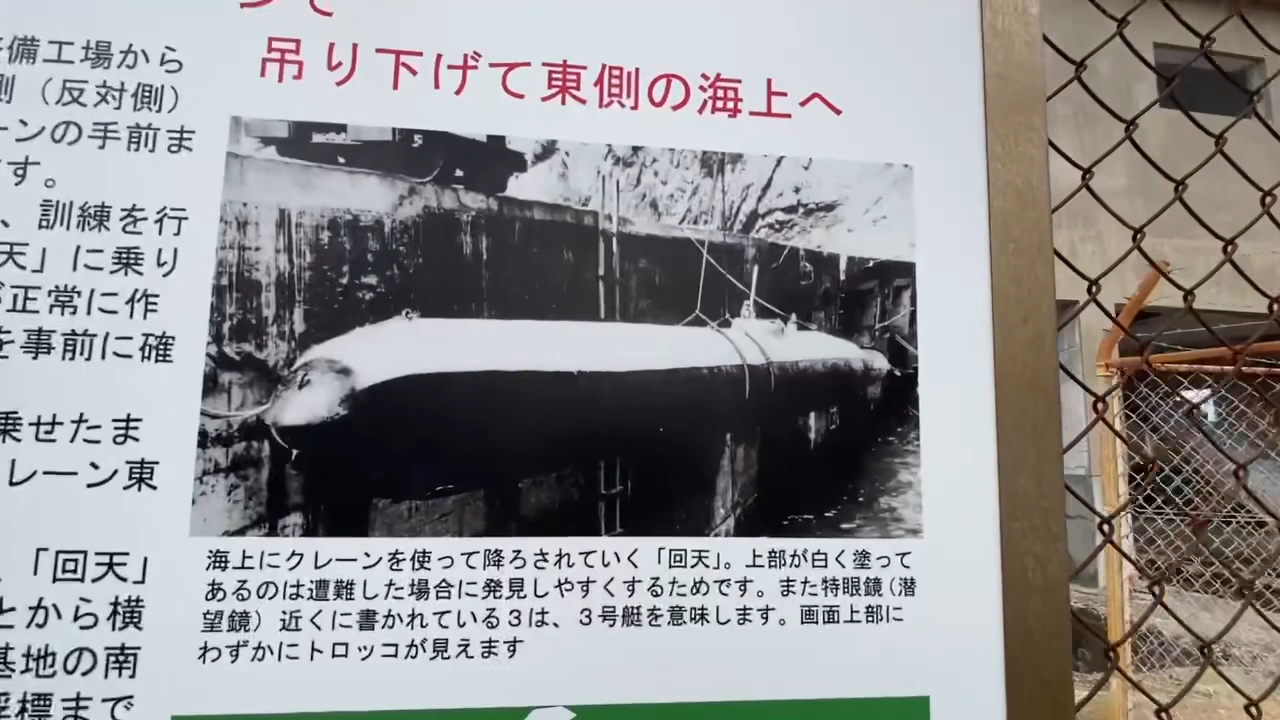 って
吊り下げて東側の海上へ
備工場から
側（反対側）
ーンの手前ま
す。
、訓練を行
天」に乗り
正常に作
を事前に確
乗せたま
レーン東
、「回天」
とから横
基地の南
浮標まで
海上にクレーンを使って降ろされていく「回天」。上部が白く塗って
あるのは遭難した場合に発見しやすくするためです。また特眼鏡（潜
望鏡）近くに書かれている３は、３号艇を意味します。画面上部に
わずかにトロッコが見えます